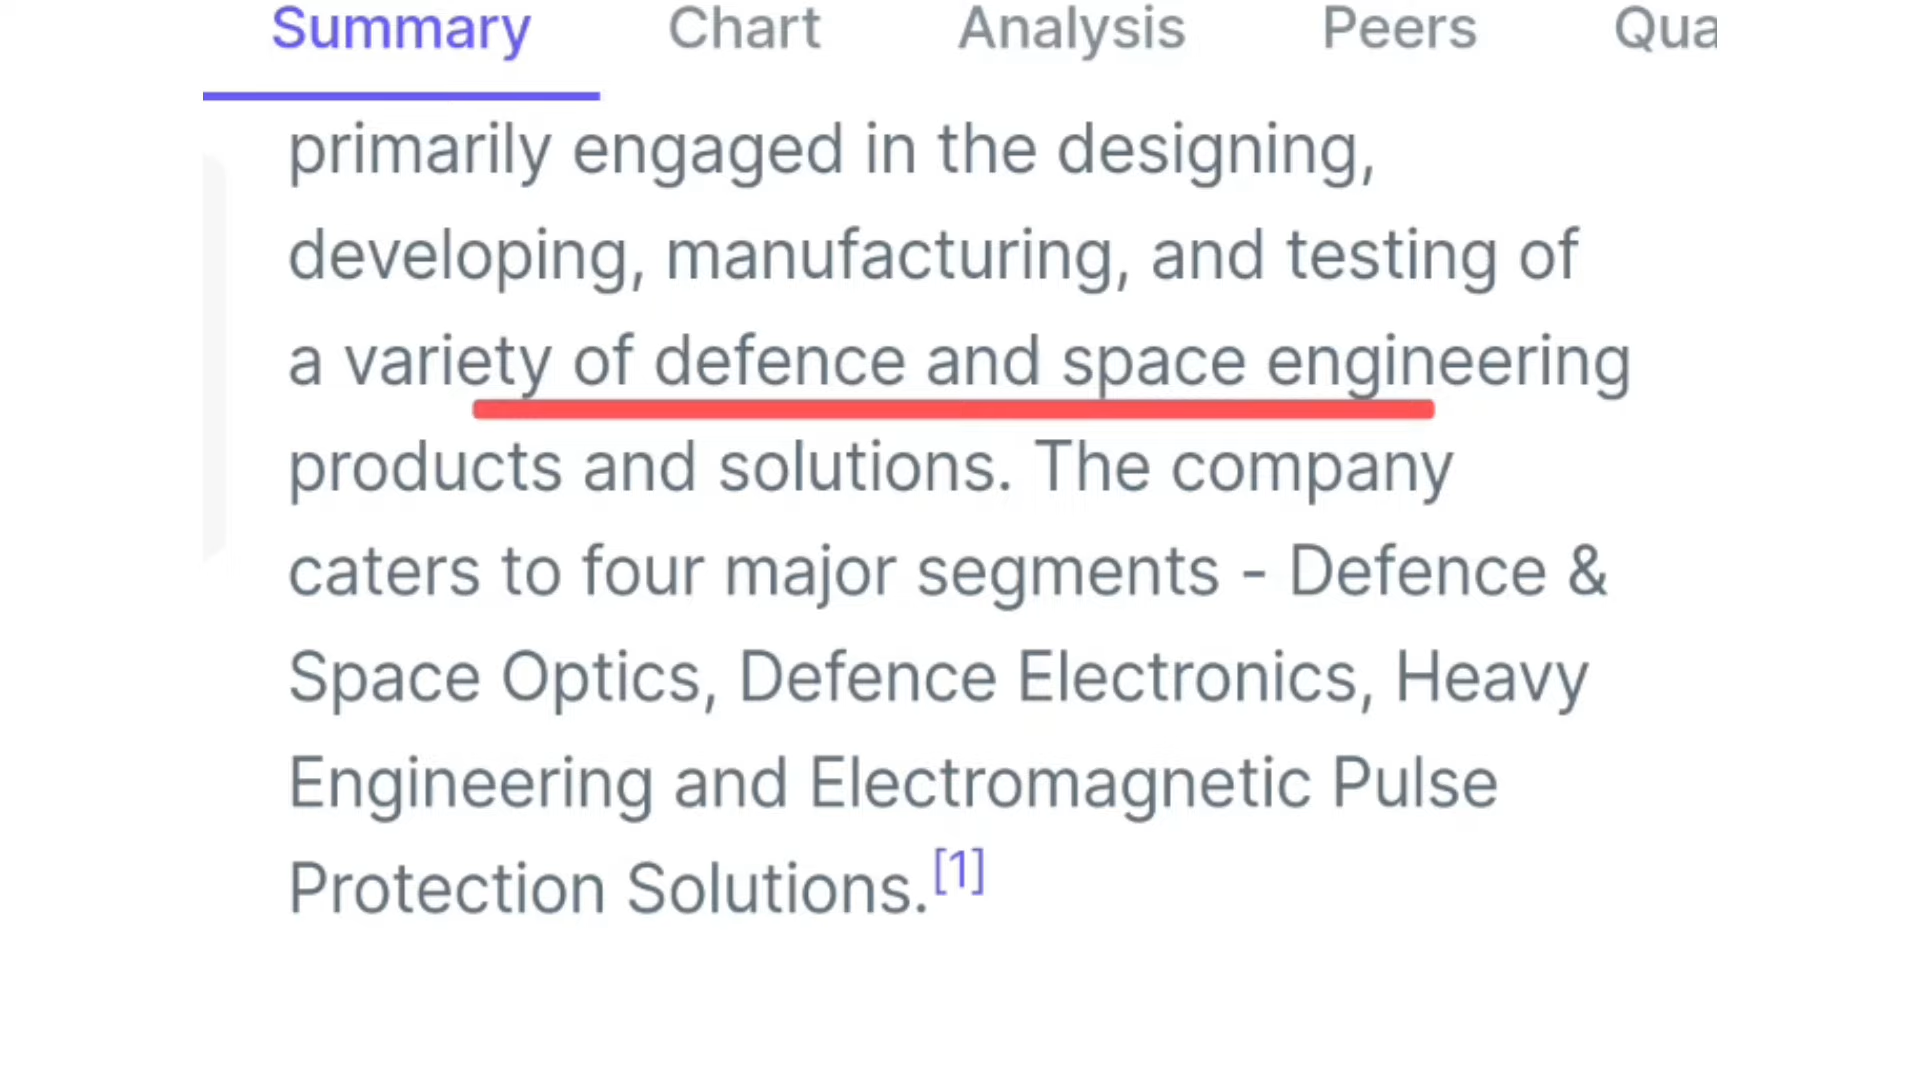 Summary Chart Analysis Peers Qua
primarily engaged in the designing,
developing, manufacturing, and testing of
a variety of defence and space engineering
products and solutions. The company
caters to four major segments - Defence &
Space Optics, Defence Electronics, Heavy
Engineering and Electromagnetic Pulse
Protection Solutions.[1]